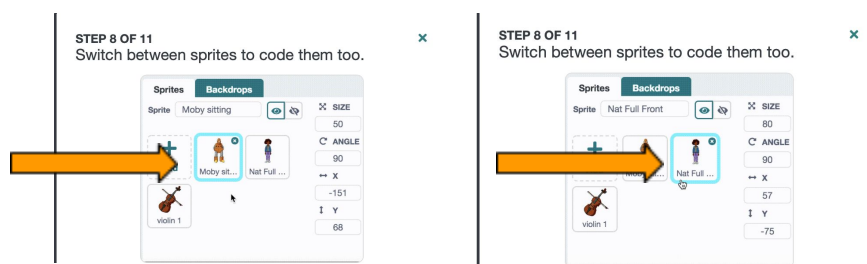 STEP 8 OF 11
Switch between sprites to code them too.
Sprites Backdrops
Sprite Moby sitting
SIZE
50
ANGLE
90
X
-151
Y
68
Moby sit... Nat Full ...
violin 1
STEP 8 OF 11
Switch between sprites to code them too.
Sprites Backdrops
Sprite Nat Full Front
SIZE
80
ANGLE
90
X
57
Y
-75
Nat Full ...
violin 1